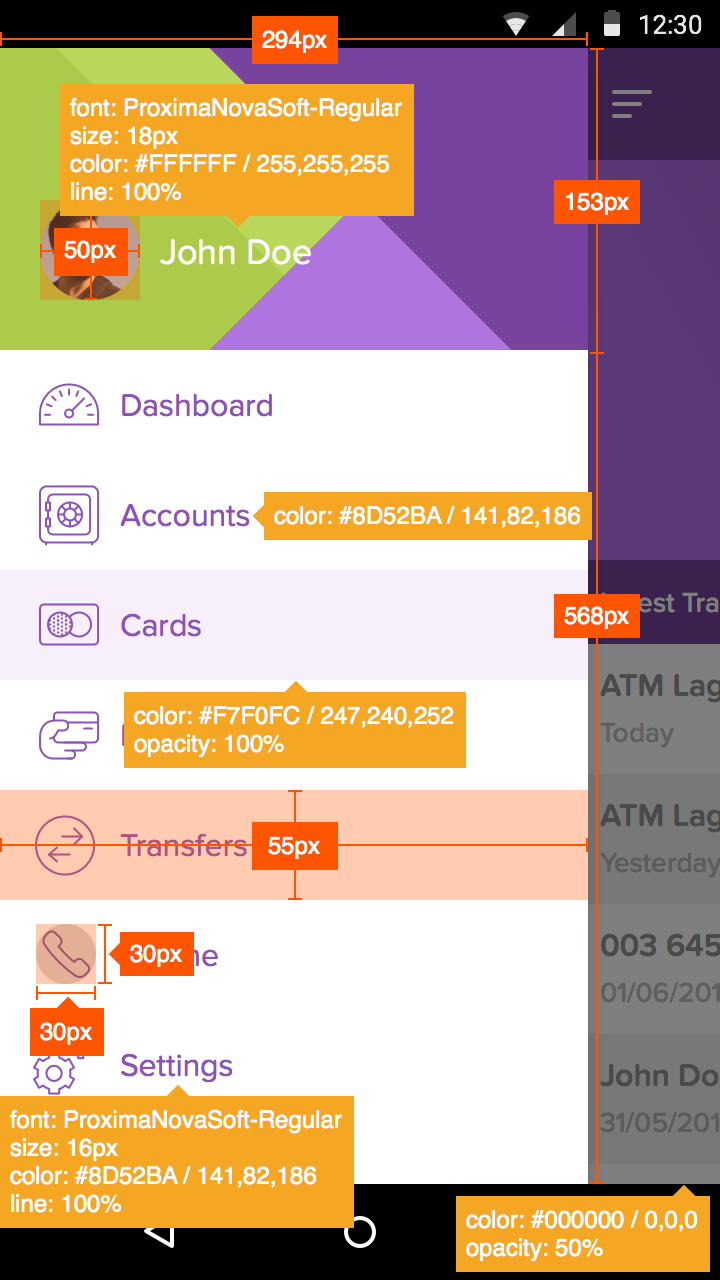 12:30
294px
font: ProximaNovaSoft-Regular
size: 18px
color: #FFFFFF / 255,255,255
line: 100%
153px
50px
John Doe
Dashboard
Accounts
color: #8D52BA / 141,82,186
Cards
568px
est Tra
color: #F7F0FC / 247,240,252
opacity: 100%
ATM Lag
Today
Transfers
55px
ATM Lag
Yesterday
30px
ne
003 645
01/06/201
30px
Settings
John Do
31/05/201
font: ProximaNovaSoft-Regular
size: 16px
color: #8D52BA / 141,82,186
line: 100%
color: #000000 / 0,0,0
opacity: 50%